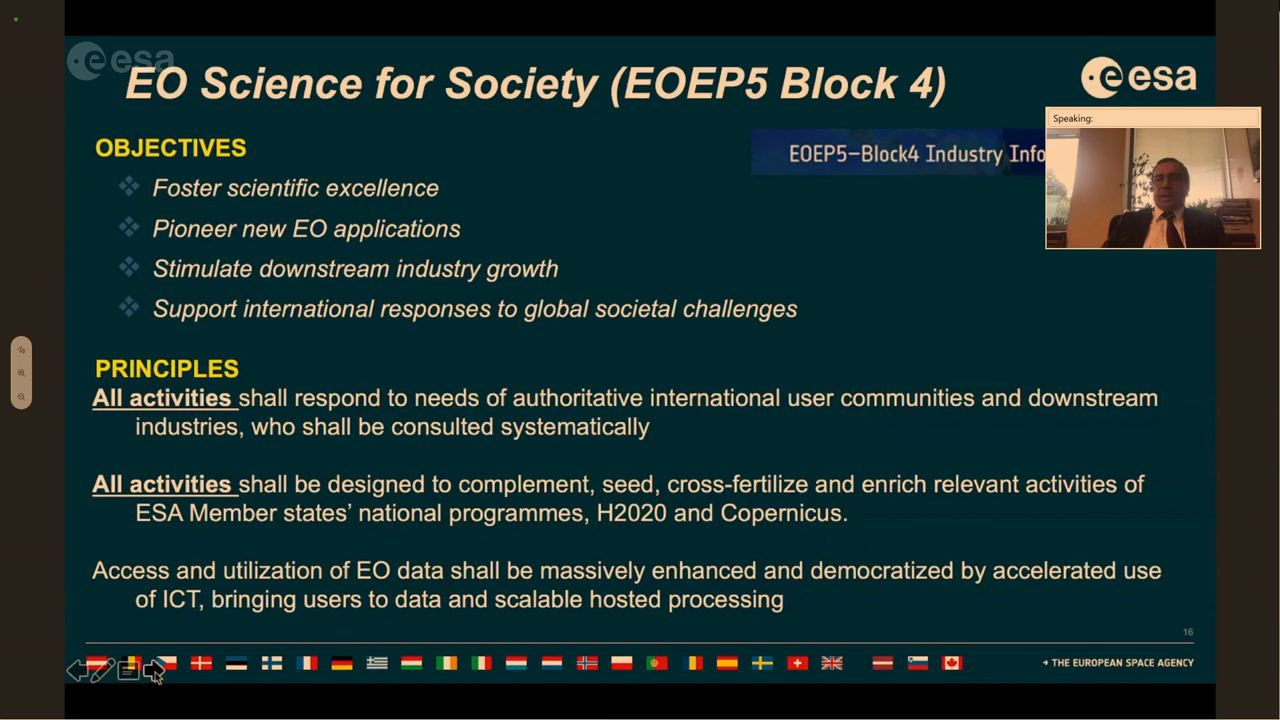 esa
EO Science for Society (EOEP5 Block 4)
esa
Speaking:
OBJECTIVES
EOEP5-Block4 Industry Info
Foster scientific excellence
Pioneer new EO applications
Stimulate downstream industry growth
Support international responses to global societal challenges
PRINCIPLES
All activities shall respond to needs of authoritative international user communities and downstream
industries, who shall be consulted systematically
All activities shall be designed to complement, seed, cross-fertilize and enrich relevant activities of
ESA Member states' national programmes, H2020 and Copernicus.
Access and utilization of EO data shall be massively enhanced and democratized by accelerated use
of ICT, bringing users to data and scalable hosted processing
16
THE EUROPEAN SPACE AGENCY